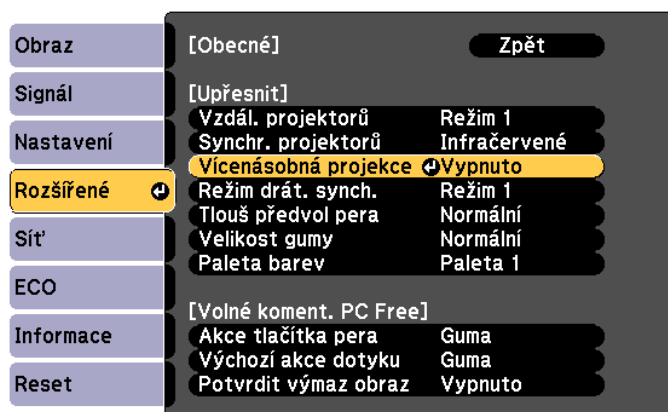 Obraz
Signál
Nastavení
Rozšířené
Síť
ECO
Informace
Reset
[Obecné] Zpět
[Upřesnit]
Vzdál. projektorů Režim 1
Synchr. projektorů Infračervené
Vícenásobná projekce Vypnuto
Režim drát. synch. Režim 1
Tlouš předvol pera Normální
Velikost gumy Normální
Paleta barev Paleta 1
[Volné koment. PC Free]
Akce tlačítka pera Guma
Výchozí akce dotyku Guma
Potvrdit výmaz obraz Vypnuto